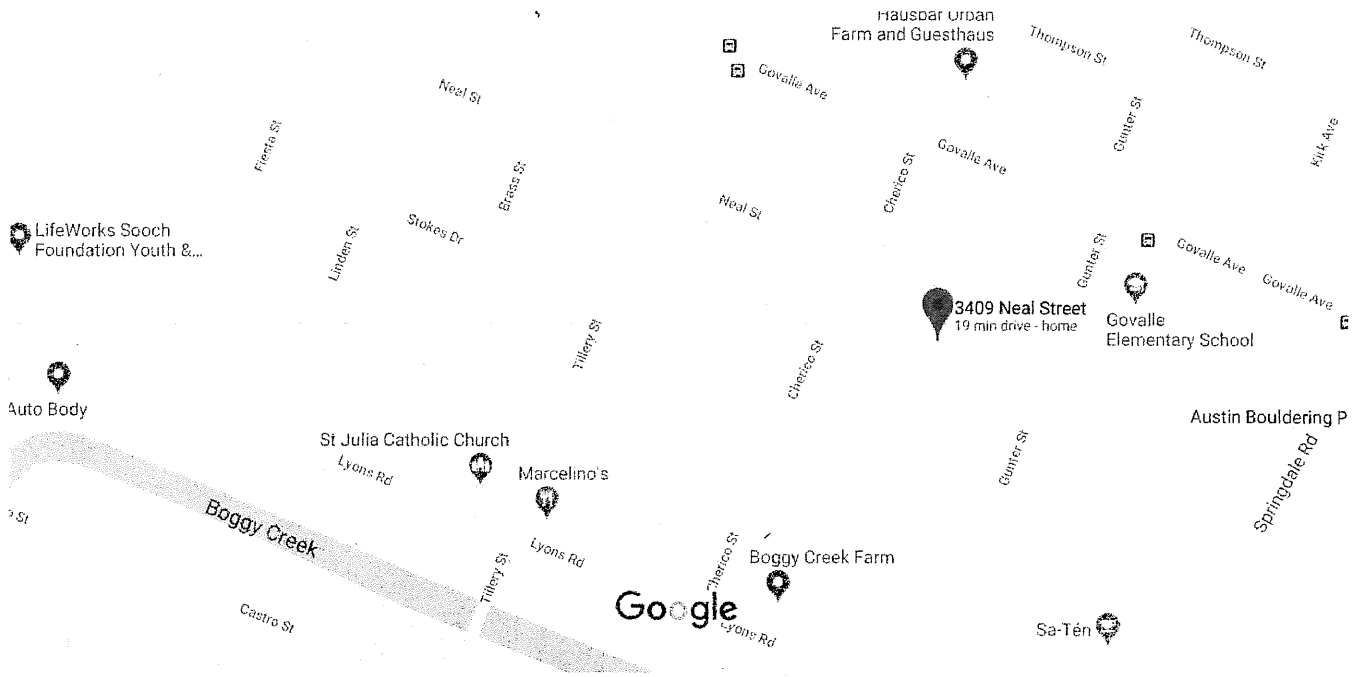 Hausbar Urban
Farm and Guesthaus
Thompson St
Thompson St
Govalle Ave
Neal St
Gunter St
Fiesta St
Kirk Ave
Govalle Ave
Cherico St
Brass St
Neal St
Stokes Dr
LifeWorks Sooch
Foundation Youth &...
Linden St
Gunter St
Govalle Ave
Govalle Ave
3409 Neal Street
19 min drive - home
Govalle
Elementary School
Tillery St
Cherico St
Auto Body
Austin Bouldering P
St Julia Catholic Church
Lyons Rd
Marcelino's
Gunter St
Springdale Rd
o St
Boggy Creek
Lyons Rd
Cherico St
Boggy Creek Farm
Tillery St
Google
Castro St
Lyons Rd
Sa-Tén